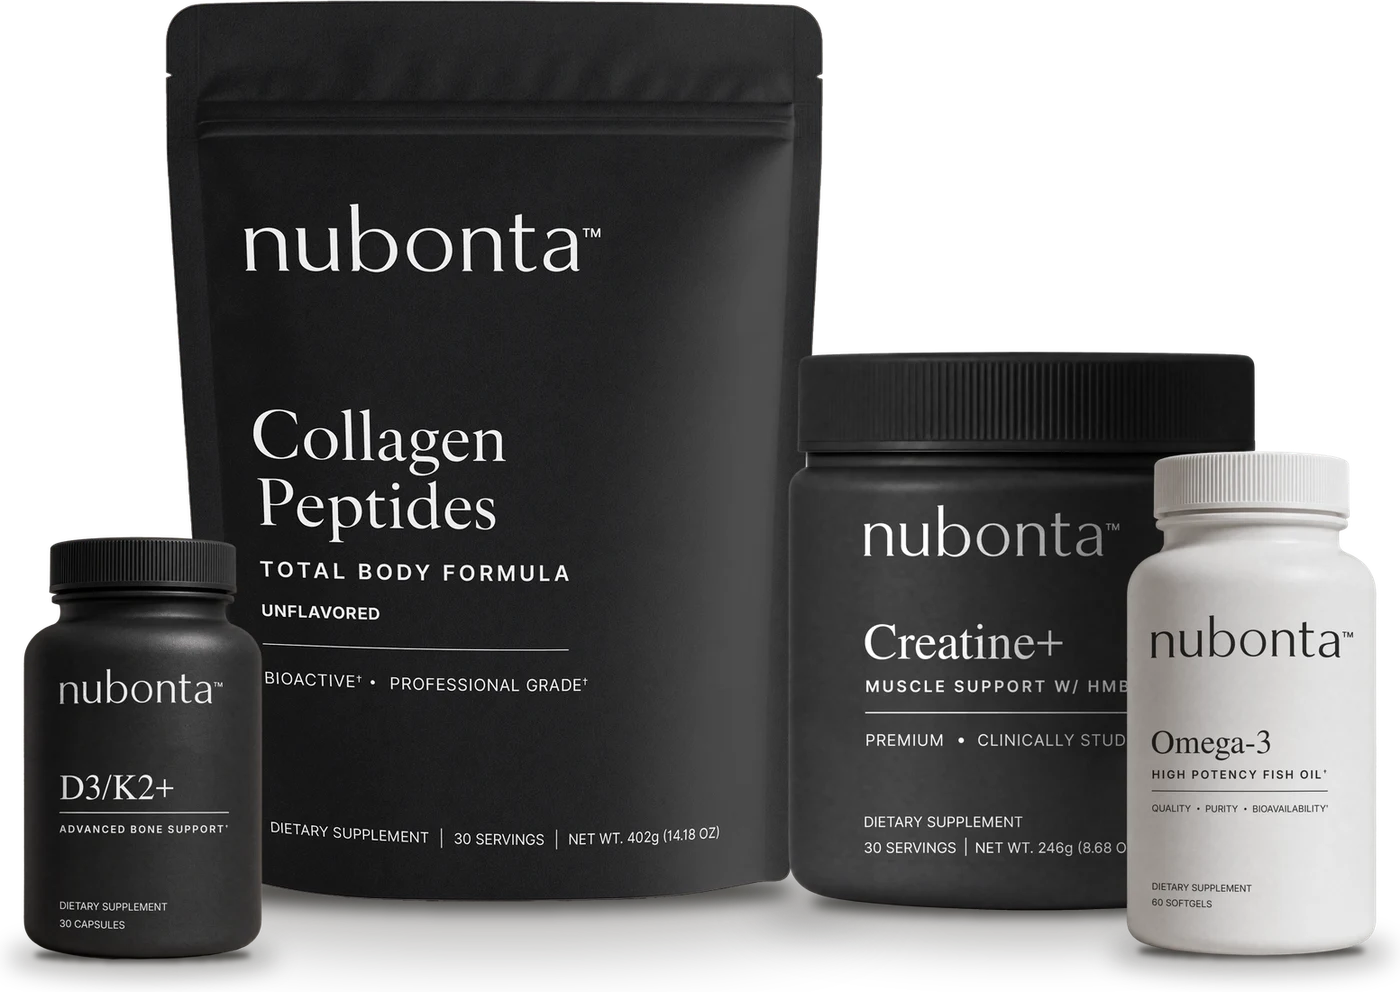 nubonta™
Collagen
Peptides
TOTAL BODY FORMULA
UNFLAVORED
BIOACTIVE† • PROFESSIONAL GRADE†
DIETARY SUPPLEMENT | 30 SERVINGS | NET WT. 402g (14.18 OZ)
nubonta™
D3/K2+
ADVANCED BONE SUPPORT†
DIETARY SUPPLEMENT
30 CAPSULES
nubonta™
Creatine+
MUSCLE SUPPORT W/ HMB
PREMIUM • CLINICALLY STUD
DIETARY SUPPLEMENT
30 SERVINGS | NET WT. 246g (8.68 O
nubonta™
Omega-3
HIGH POTENCY FISH OIL†
QUALITY • PURITY • BIOAVAILABILITY†
DIETARY SUPPLEMENT
60 SOFTGELS